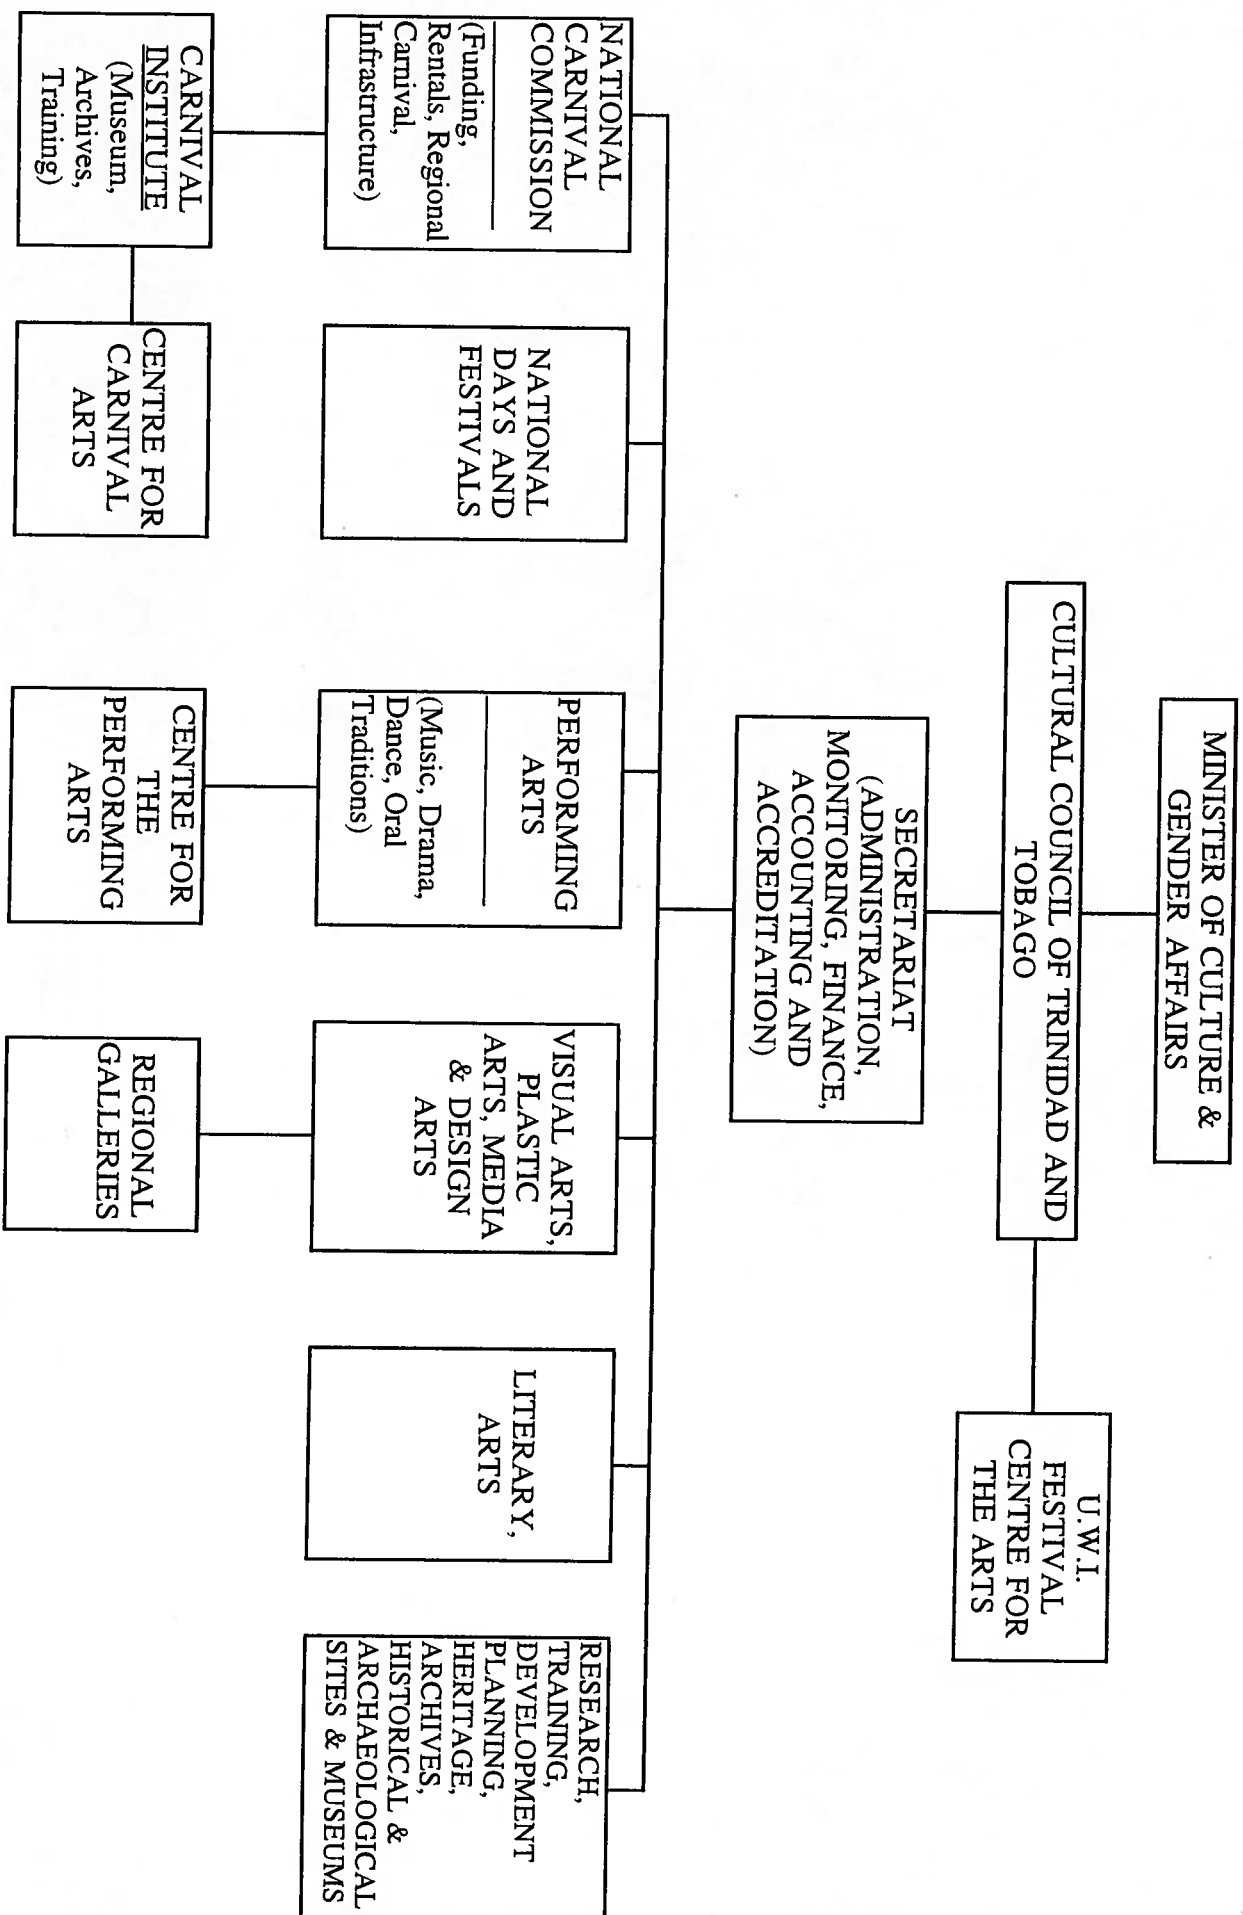 MINISTER OF CULTURE &
GENDER AFFAIRS
CULTURAL COUNCIL OF TRINIDAD AND
TOBAGO
U.W.I.
FESTIVAL
CENTRE FOR
THE ARTS
SECRETARIAT
(ADMINISTRATION,
MONITORING, FINANCE,
ACCOUNTING AND
ACCREDITATION)
NATIONAL
CARNIVAL
COMMISSION
(Funding,
Rentals, Regional
Carnival,
Infrastructure)
NATIONAL
DAYS AND
FESTIVALS
PERFORMING
ARTS
(Music, Drama,
Dance, Oral
Traditions)
VISUAL ARTS,
PLASTIC
ARTS, MEDIA
& DESIGN
ARTS
LITERARY,
ARTS
RESEARCH,
TRAINING,
DEVELOPMENT
PLANNING,
HERITAGE,
ARCHIVES,
HISTORICAL &
ARCHAEOLOGICAL
SITES & MUSEUMS
CARNIVAL
INSTITUTE
(Museum,
Archives,
Training)
CENTRE FOR
CARNIVAL
ARTS
CENTRE FOR
THE
PERFORMING
ARTS
REGIONAL
GALLERIES